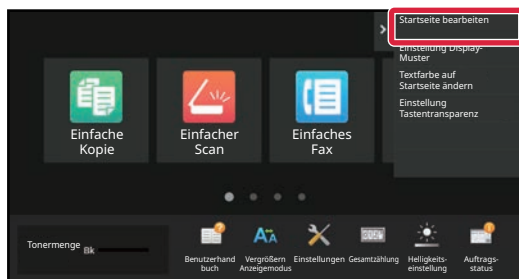 Startseite bearbeiten
Einstellung Display-
Muster
Textfarbe auf
Startseite ändern
Einstellung
Tastentransparenz
Einfache
Kopie
Einfacher
Scan
Einfaches
Fax
Tonermenge
Bk
Benutzerhand
buch
Vergrößern
Anzeigemodus
Einstellungen
Gesamtzählung
Helligkeits-
einstellung
Auftrags-
status